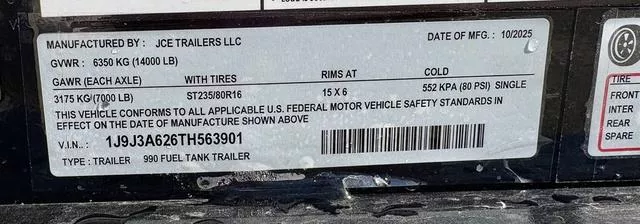 MANUFACTURED BY : JCE TRAILERS LLC DATE OF MFG. : 10/2025
GVWR : 6350 KG (14000 LB)
GAWR (EACH AXLE) WITH TIRES RIMS AT COLD
3175 KG/(7000 LB) ST235/80R16 15 X 6 552 KPA (80 PSI) SINGLE
THIS VEHICLE CONFORMS TO ALL APPLICABLE U.S. FEDERAL MOTOR VEHICLE SAFETY STANDARDS IN
EFFECT ON THE DATE OF MANUFACTURE SHOWN ABOVE
V.I.N.. : 1J9J3A626TH563901
TYPE : TRAILER 990 FUEL TANK TRAILER
TIRE
FRONT
INTER
REAR
SPARE